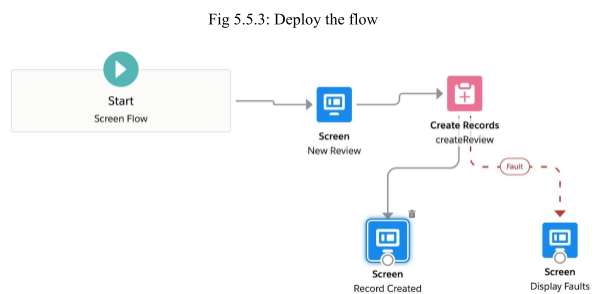 Fig 5.5.3: Deploy the flow
Start
Screen Flow
Screen
New Review
Create Records
createReview
Fault
Screen
Record Created
Screen
Display Faults